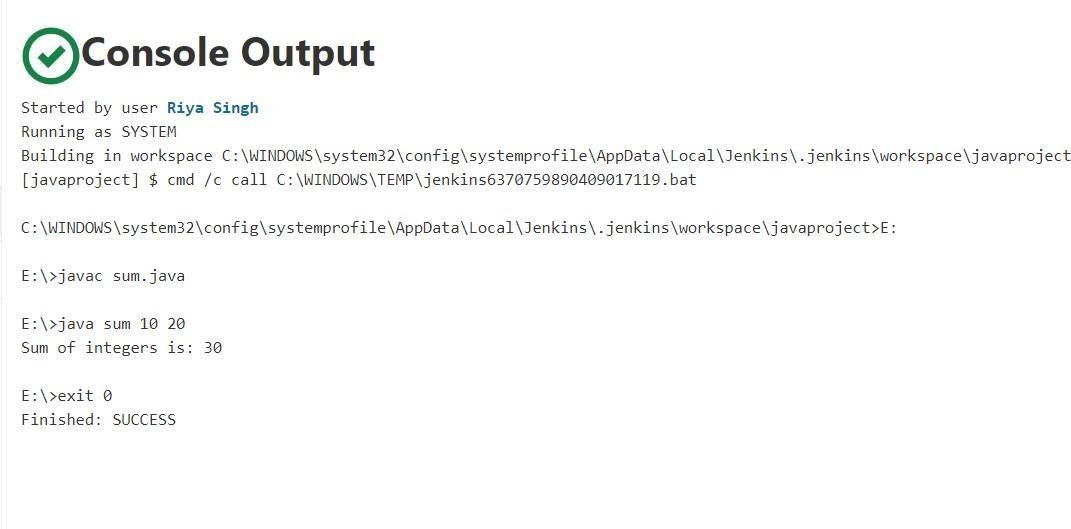 Console Output
Started by user Riya Singh
Running as SYSTEM
Building in workspace C:\WINDOWS\system32\config\systemprofile\AppData\Local\Jenkins\.jenkins\workspace\javaproject
[javaproject] $ cmd /c call C:\WINDOWS\TEMP\jenkins6370759890409017119.bat
C:\WINDOWS\system32\config\systemprofile\AppData\Local\Jenkins\.jenkins\workspace\javaproject>E:
E:\>javac sum.java
E:\>java sum 10 20
Sum of integers is: 30
E:\>exit 0
Finished: SUCCESS